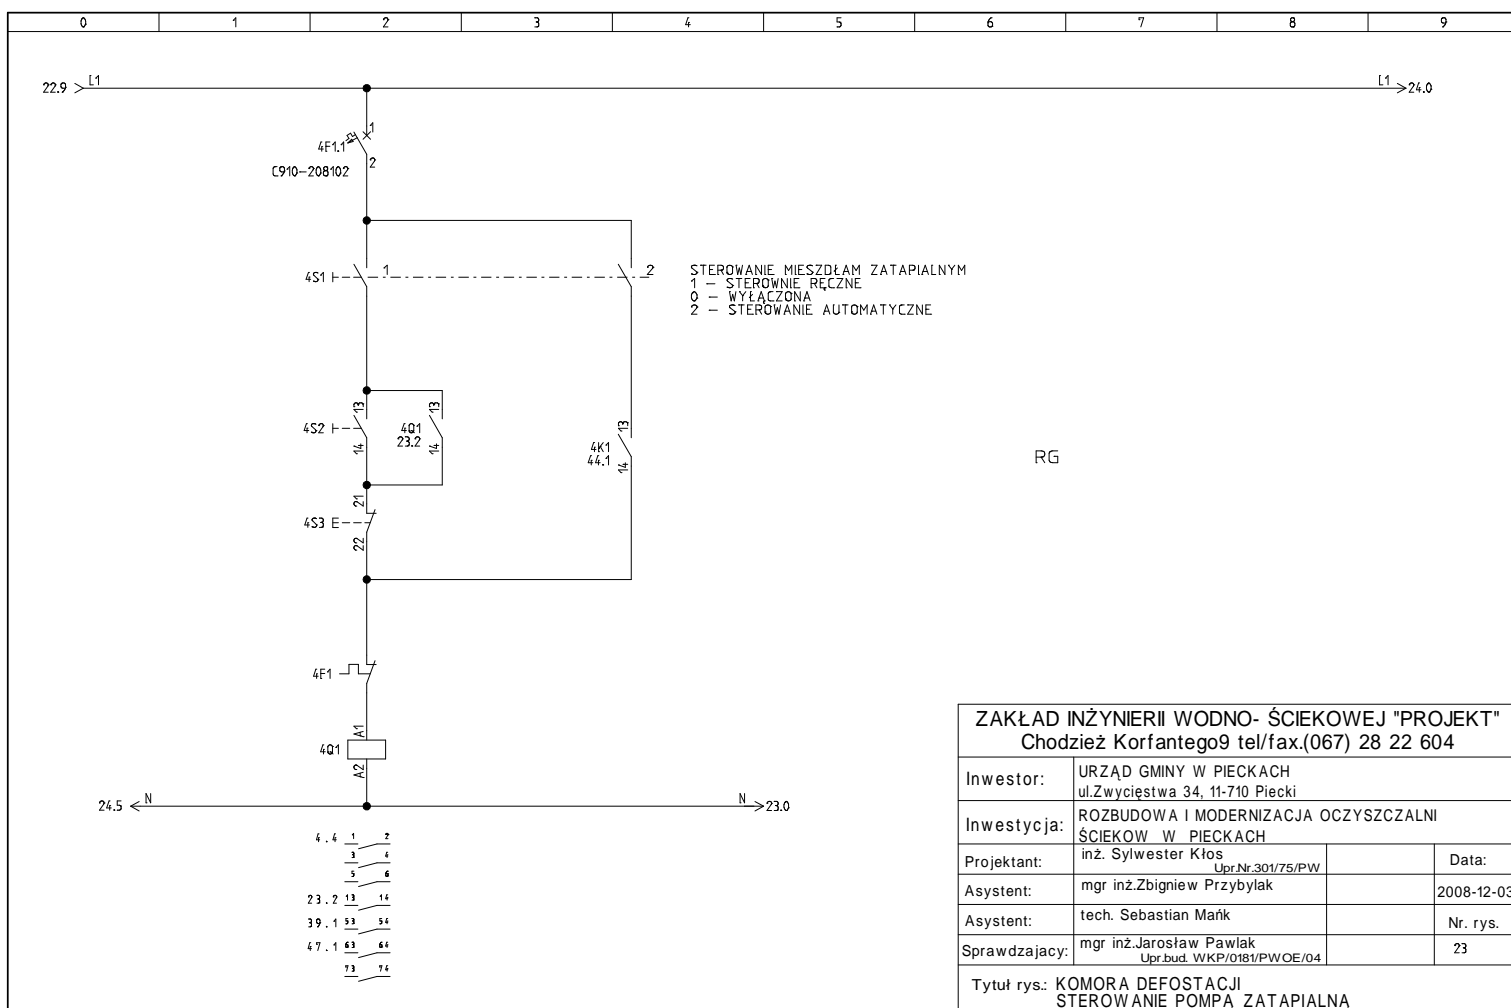 0 1 2 3 4 5 6 7 8 9
22.9 L1
L1 24.0
1
4F1.1
2
C910-208102
4S1 1 2
STEROWANIE MIESZDŁAM ZATAPIALNYM
1 - STEROWNIE RĘCZNE
0 - WYŁĄCZONA
2 - STEROWANIE AUTOMATYCZNE
13 13 13
4S2 4Q1
23.2
14 14
4K1
44.1
14
RG
21
4S3
22
4F1
A1
4Q1
A2
24.5 N N 23.0
4.4 1 2
3 4
5 6
23.2 13 14
39.1 53 54
47.1 63 64
73 74
ZAKŁAD INŻYNIERII WODNO- ŚCIEKOWEJ "PROJEKT"
Chodzież Korfantego9 tel/fax.(067) 28 22 604
Inwestor: URZĄD GMINY W PIECKACH
ul.Zwycięstwa 34, 11-710 Piecki
Inwestycja: ROZBUDOWA I MODERNIZACJA OCZYSZCZALNI
ŚCIEKOW W PIECKACH
Projektant: inż. Sylwester Kłos Data:
Upr.Nr.301/75/PW
Asystent: mgr inż.Zbigniew Przybylak 2008-12-03
Asystent: tech. Sebastian Mańk Nr. rys.
Sprawdzajacy: mgr inż.Jarosław Pawlak 23
Upr.bud. WKP/0181/PWOE/04
Tytuł rys.: KOMORA DEFOSTACJI
STEROWANIE POMPA ZATAPIALNA